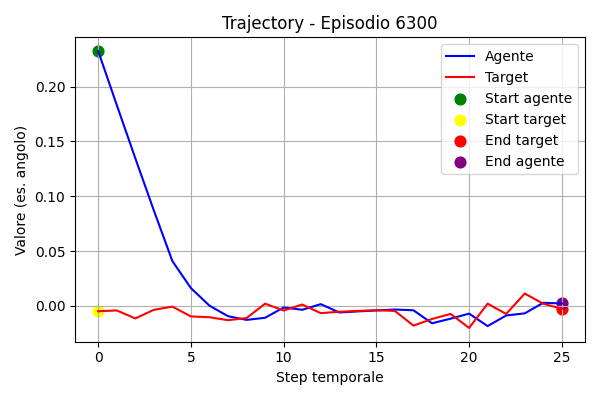 Trajectory - Episodio 6300
Agente
Target
Start agente
Start target
End target
End agente
Valore (es. angolo)
0.20
0.15
0.10
0.05
0.00
0 5 10 15 20 25
Step temporale